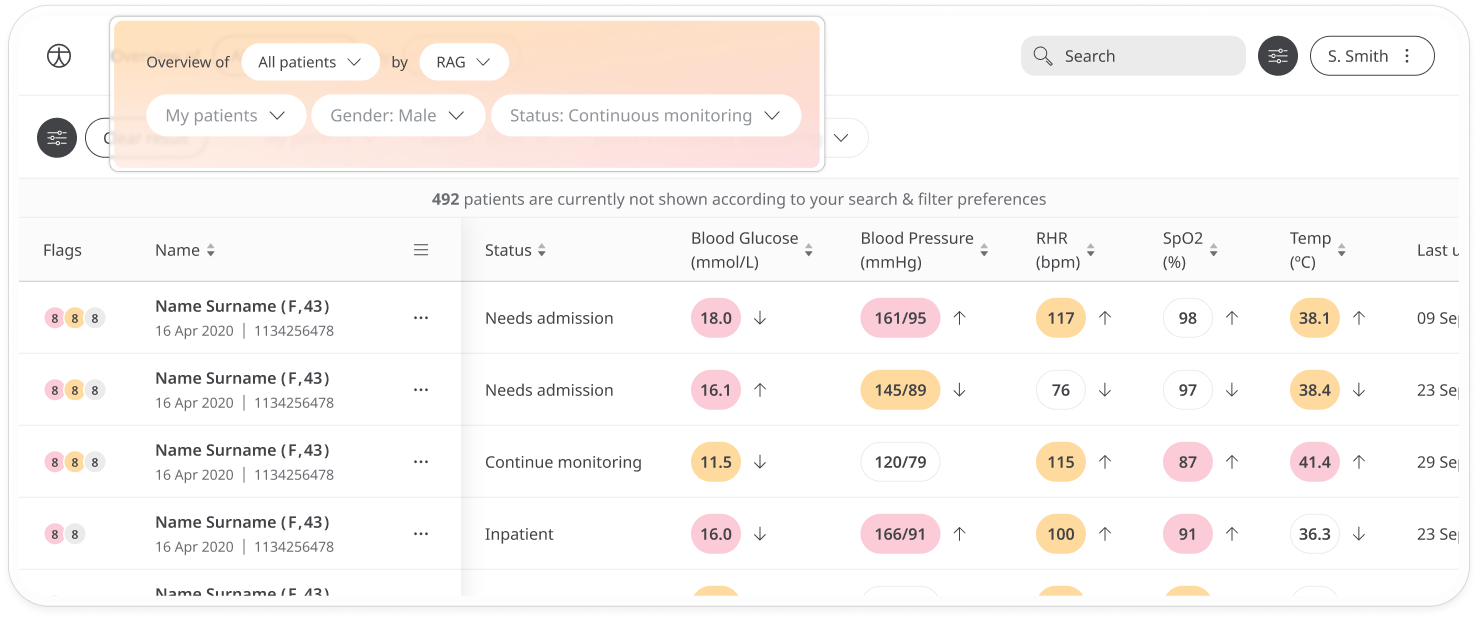 Overview of All patients by RAG
Search
S. Smith
My patients Gender: Male Status: Continuous monitoring
492 patients are currently not shown according to your search & filter preferences
Flags Name Status Blood Glucose (mmol/L) Blood Pressure (mmHg) RHR (bpm) SpO2 (%) Temp (ºC) Last u
8 8 8 Name Surname (F,43) Needs admission 18.0 161/95 117 98 38.1 09 Sep
16 Apr 2020 | 1134256478
8 8 8 Name Surname (F,43) Needs admission 16.1 145/89 76 97 38.4 23 Sep
16 Apr 2020 | 1134256478
8 8 8 Name Surname (F,43) Continue monitoring 11.5 120/79 115 87 41.4 29 Sep
16 Apr 2020 | 1134256478
8 8 Name Surname (F,43) Inpatient 16.0 166/91 100 91 36.3 23 Sep
16 Apr 2020 | 1134256478
Name Surname (F,43)